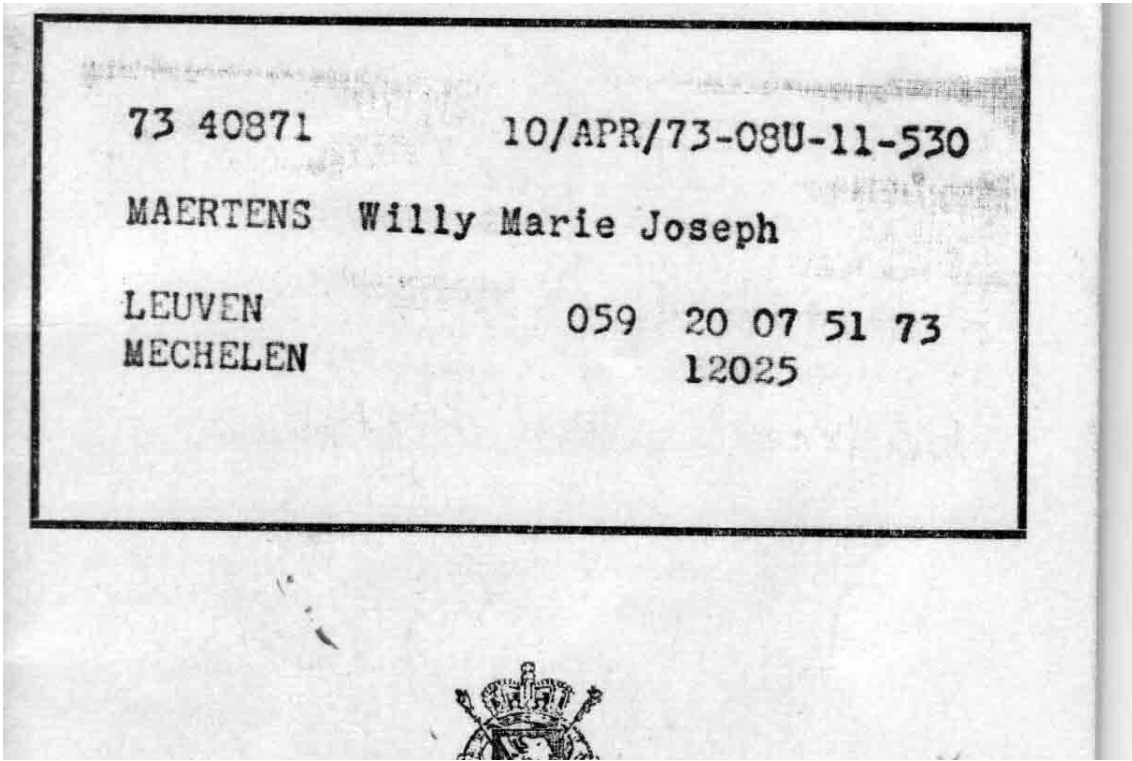 73 40871 10/APR/73-08U-11-530
MAERTENS Willy Marie Joseph
LEUVEN 059 20 07 51 73
MECHELEN 12025